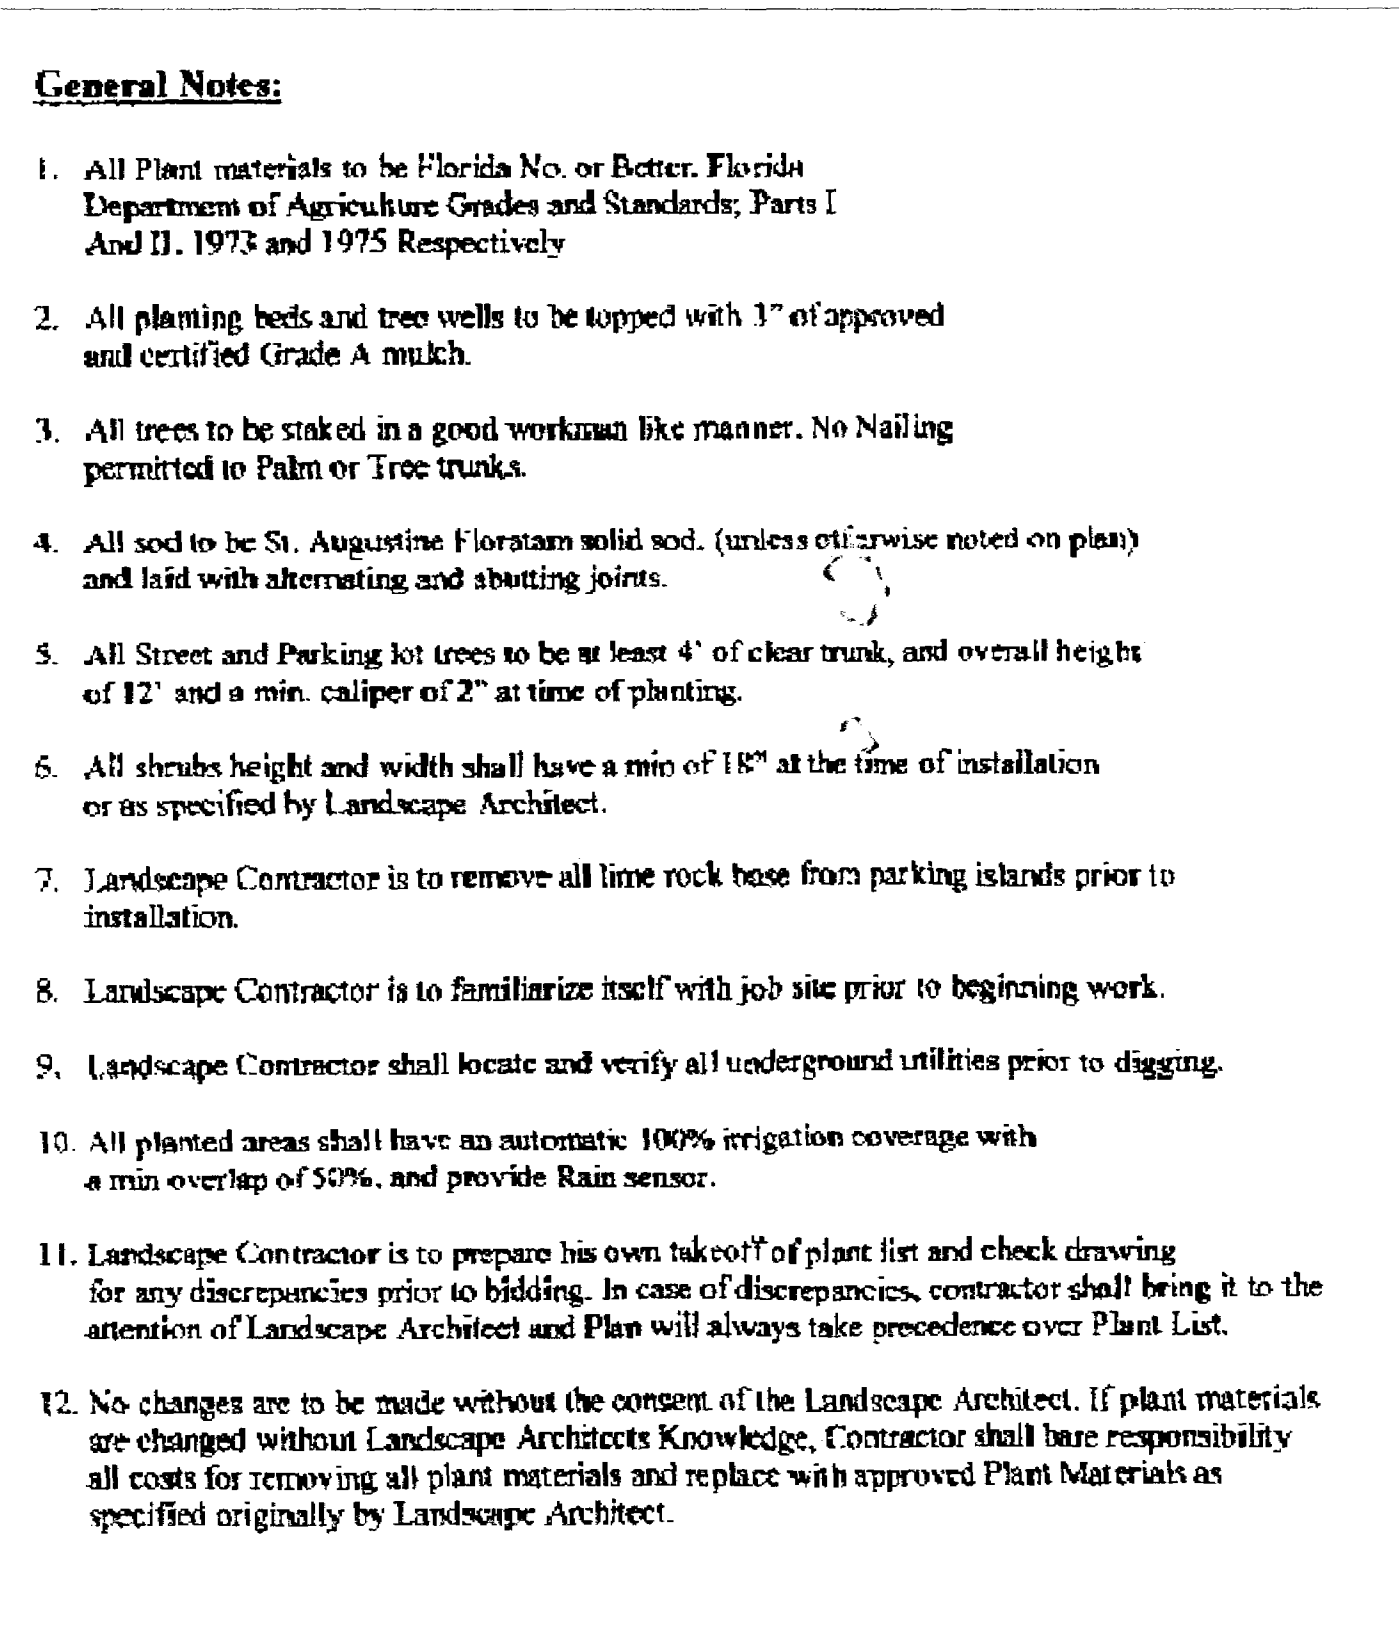 General Notes:
1. All Plant materials to be Florida No. or Better. Florida
Department of Agriculture Grades and Standards; Parts I
And II. 1973 and 1975 Respectively
2. All planting beds and tree wells to be topped with of approved
and certified Grade A mulch.
3. All trees to be staked in a good workman like manner. No Nailing
permitted to Palm or Tree trunks.
4. All sod to be St. Augustine Floratam solid sod. (unless otherwise noted on plan)
and laid with alternating and abutting joints.
5. All Street and Parking lot trees to be at least 4' of clear trunk, and overall height
of 12' and a min. caliper of 2" at time of planting.
6. All shrubs height and width shall have a min of 18" at the time of installation
or as specified by Landscape Architect.
7. Landscape Contractor is to remove all lime rock base from parking islands prior to
installation.
8. Landscape Contractor is to familiarize itself with job site prior to beginning work.
9. Landscape Contractor shall locate and verify all underground utilities prior to digging.
10. All planted areas shall have an automatic 100% irrigation coverage with
a min overlap of 50%, and provide Rain sensor.
11. Landscape Contractor is to prepare his own takeoff of plant list and check drawing
for any discrepancies prior to bidding. In case of discrepancies, contractor shall bring it to the
attention of Landscape Architect and Plan will always take precedence over Plant List.
12. No changes are to be made without the consent of the Landscape Architect. If plant materials
are changed without Landscape Architects Knowledge, Contractor shall bare responsibility
all costs for removing all plant materials and replace with approved Plant Materials as
specified originally by Landscape Architect.